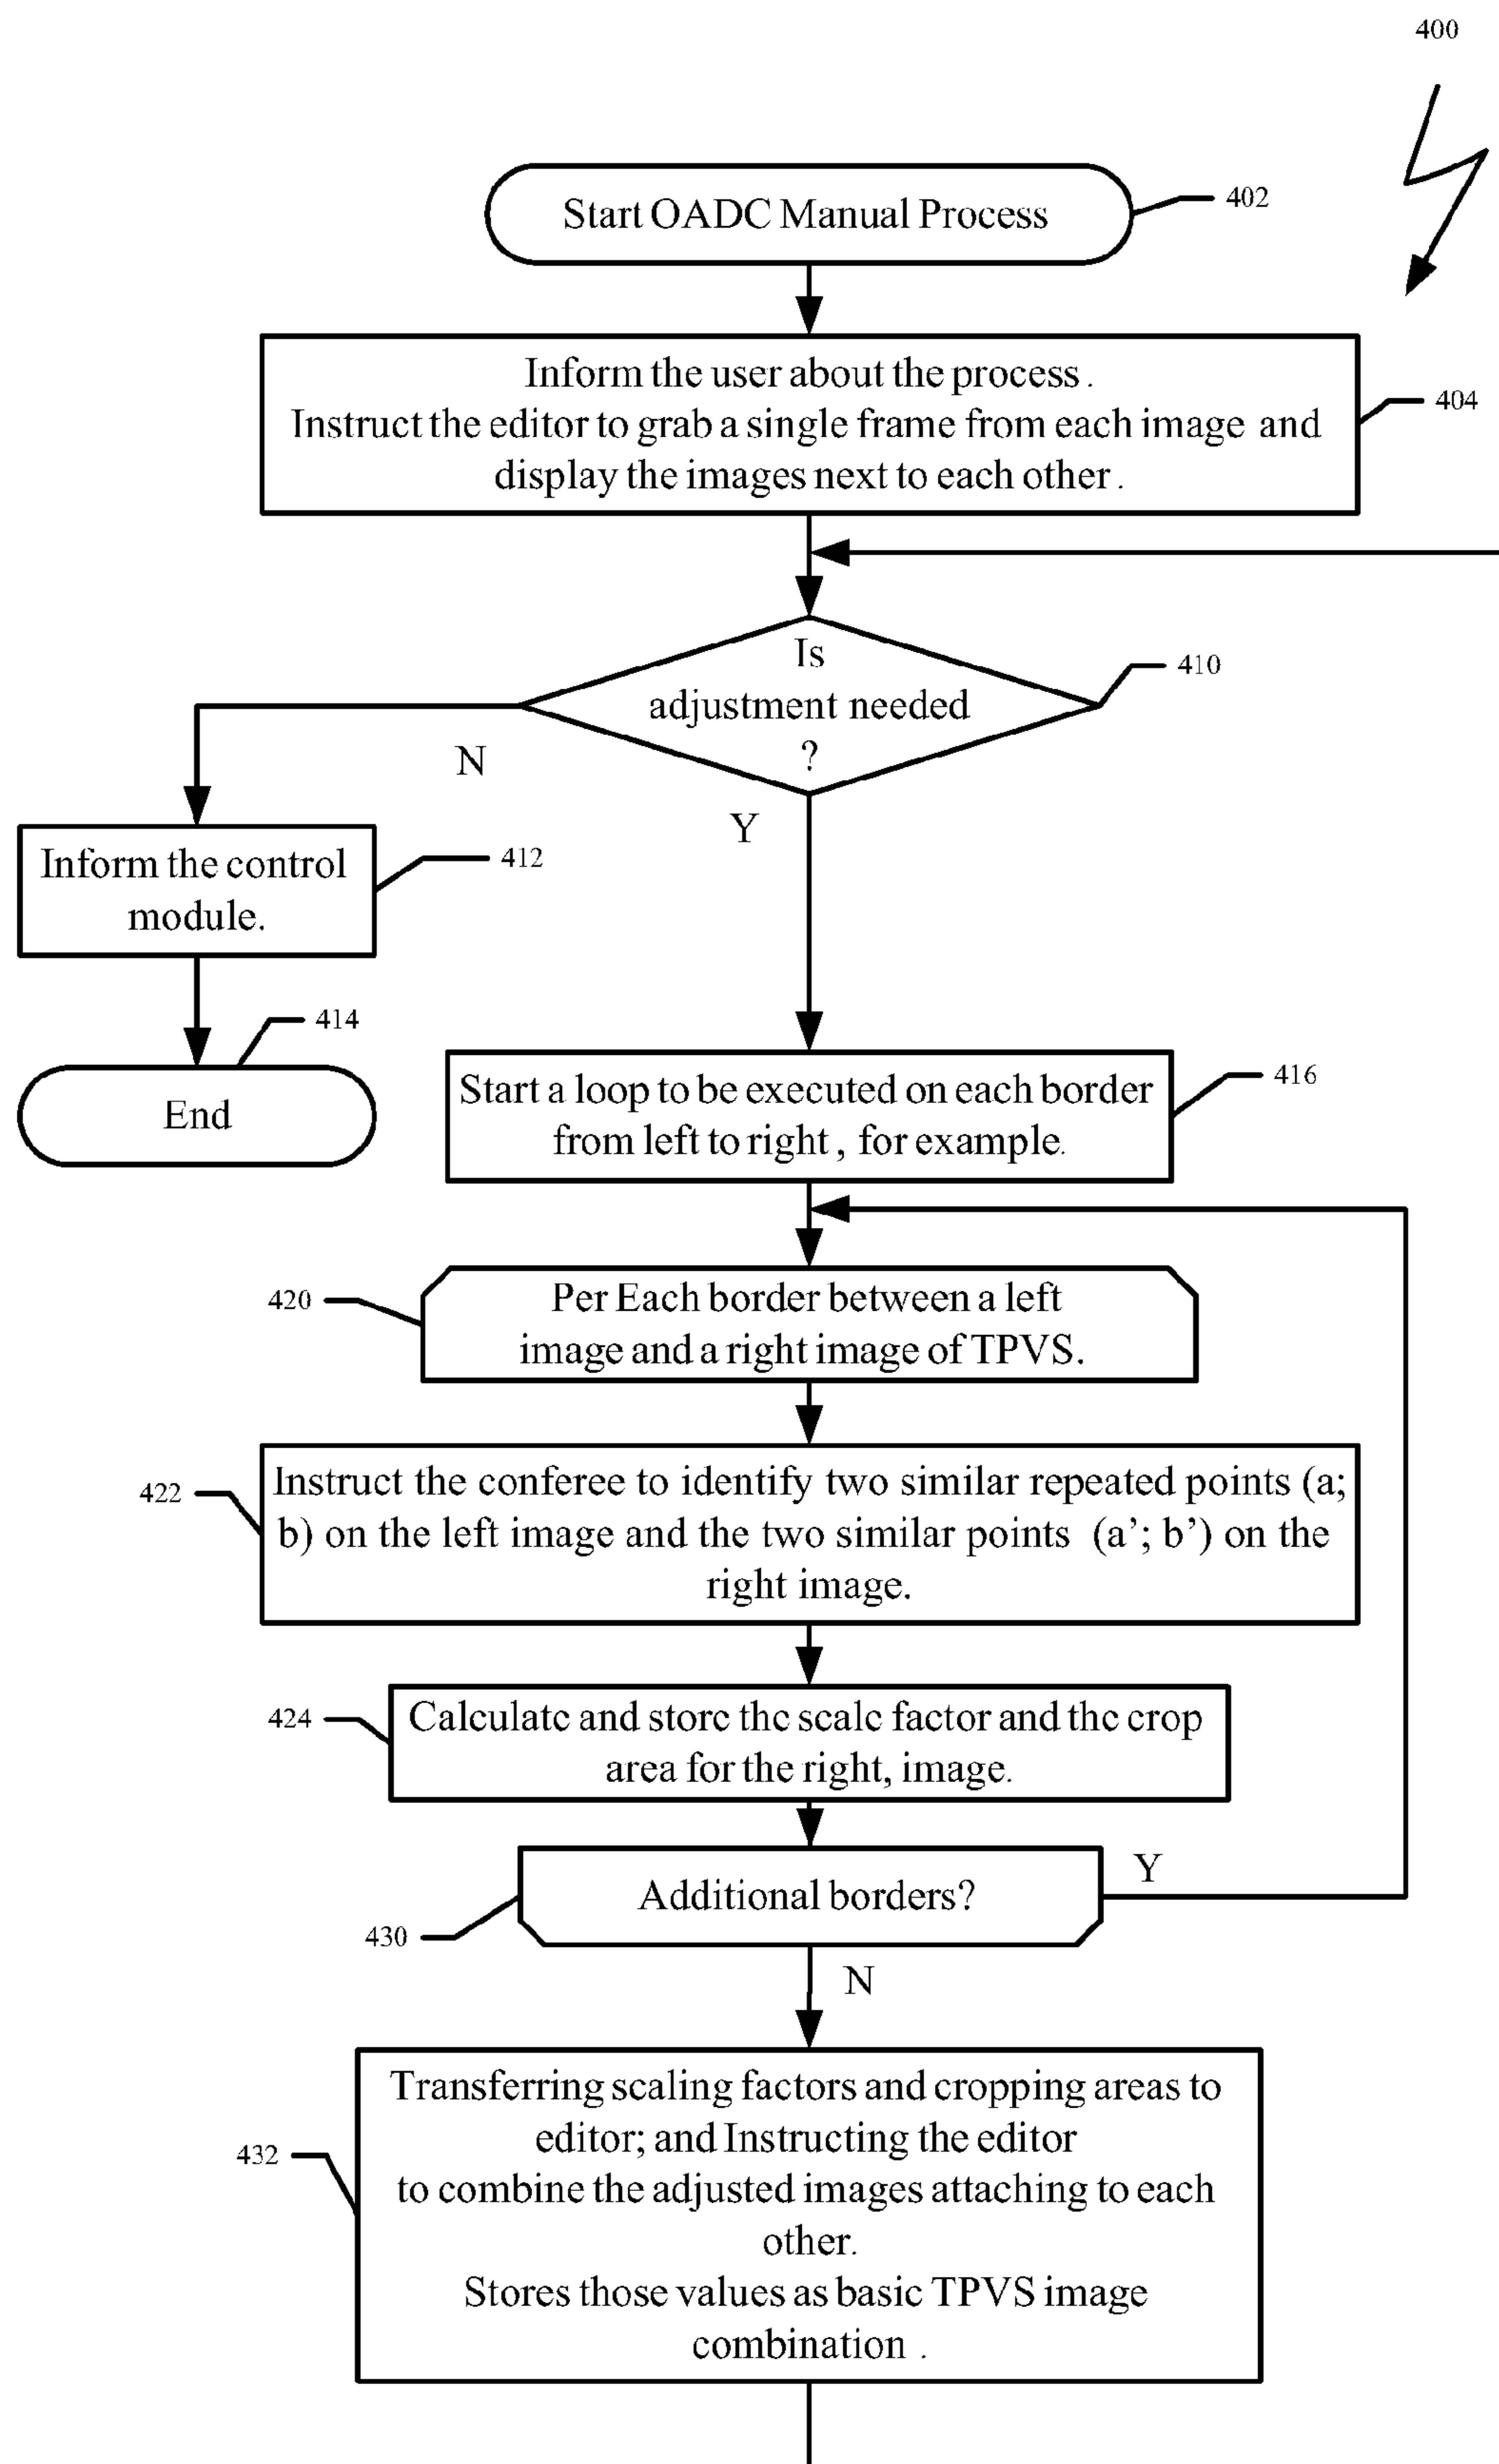 400
Start OADC Manual Process
402
Inform the user about the process .
Instruct the editor to grab a single frame from each image and
display the images next to each other .
404
Is
adjustment needed
?
410
N
Y
Inform the control
module.
412
414
End
Start a loop to be executed on each border
from left to right , for example.
416
420
Per Each border between a left
image and a right image of TPVS.
422
Instruct the conferee to identify two similar repeated points (a;
b) on the left image and the two similar points (a’; b’) on the
right image.
424
Calculate and store the scale factor and the crop
area for the right, image.
Additional borders?
Y
430
N
432
Transferring scaling factors and cropping areas to
editor; and Instructing the editor
to combine the adjusted images attaching to each
other.
Stores those values as basic TPVS image
combination .